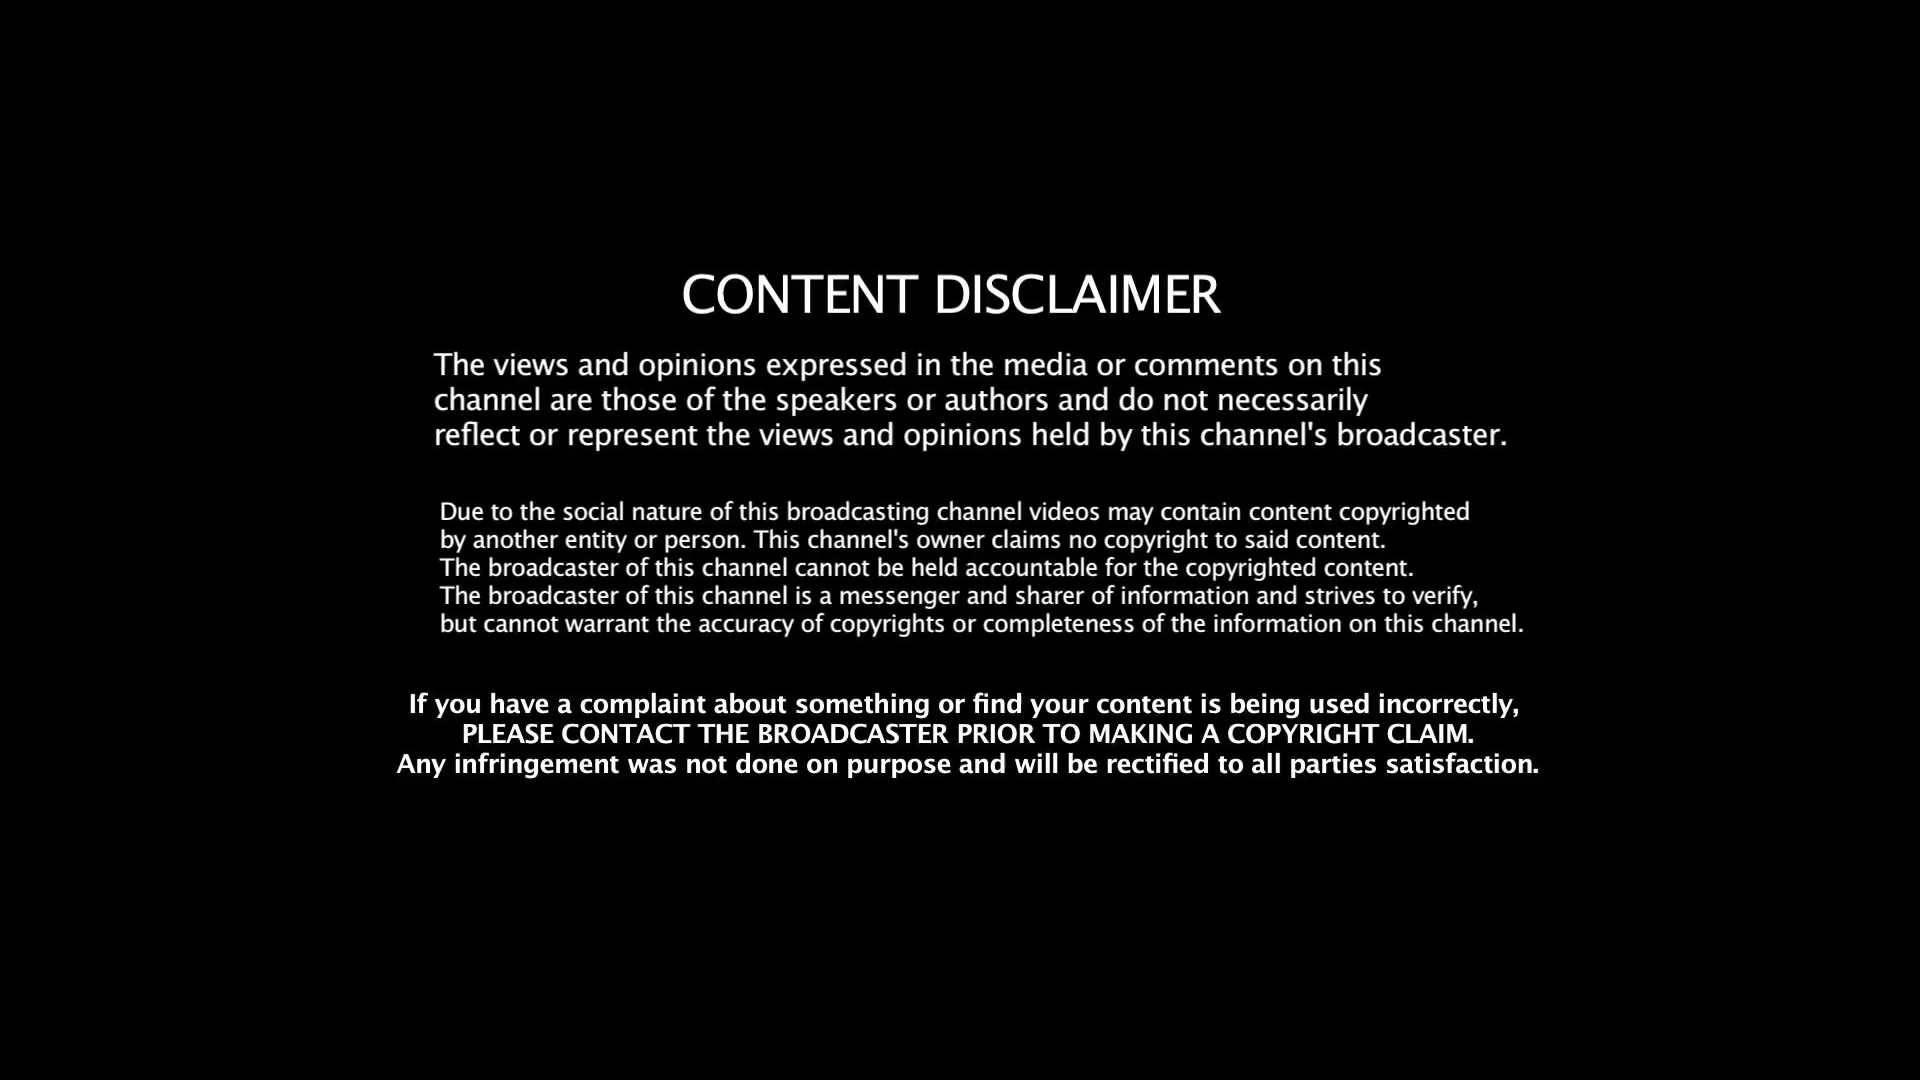 CONTENT DISCLAIMER
The views and opinions expressed in the media or comments on this
channel are those of the speakers or authors and do not necessarily
reflect or represent the views and opinions held by this channel's broadcaster.
Due to the social nature of this broadcasting channel videos may contain content copyrighted
by another entity or person. This channel's owner claims no copyright to said content.
The broadcaster of this channel cannot be held accountable for the copyrighted content.
The broadcaster of this channel is a messenger and sharer of information and strives to verify,
but cannot warrant the accuracy of copyrights or completeness of the information on this channel.
If you have a complaint about something or find your content is being used incorrectly,
PLEASE CONTACT THE BROADCASTER PRIOR TO MAKING A COPYRIGHT CLAIM.
Any infringement was not done on purpose and will be rectified to all parties satisfaction.